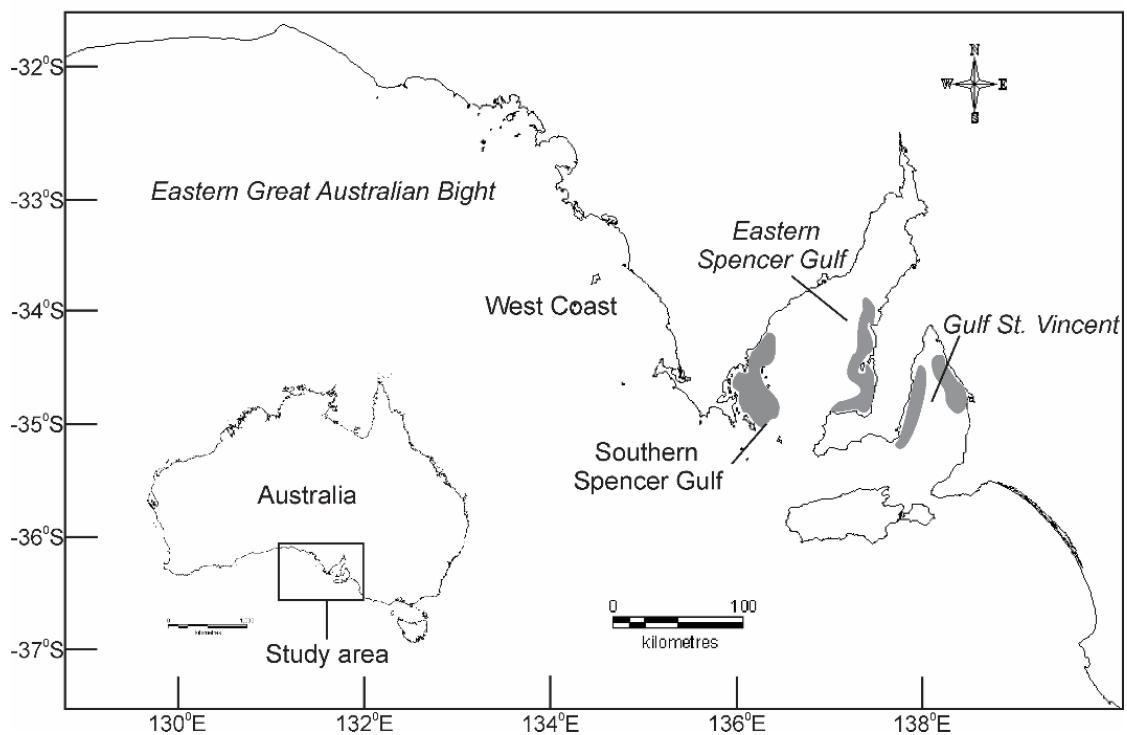 -32°S
-33°S
-34°S
-35°S
-36°S
-37°S
N
W E
S
Eastern Great Australian Bight
Eastern
Spencer Gulf
West Coast
Gulf St. Vincent
Southern
Spencer Gulf
Australia
0 100
kilometres
kilometres
Study area
130°E
132°E
134°E
136°E
138°E